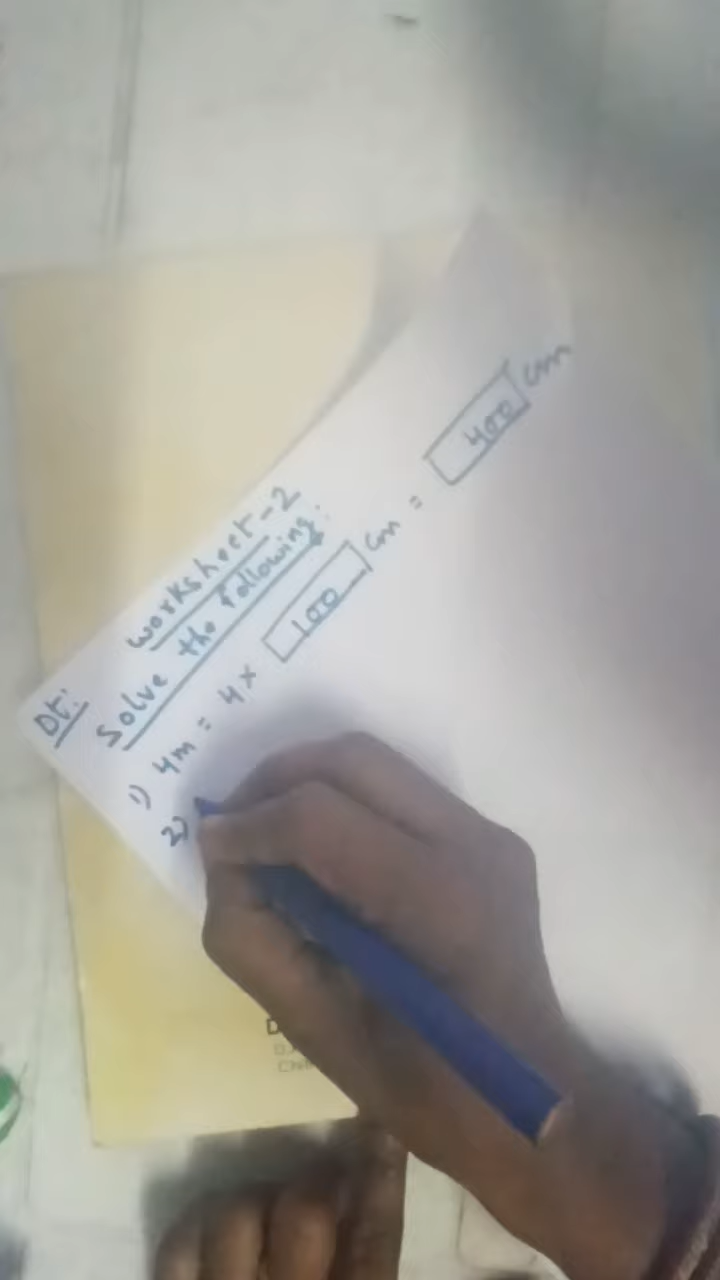 Dt:
Worksheet-2
Solve the following:
1) 4m = 4 x 100 cm = 400 cm
2)